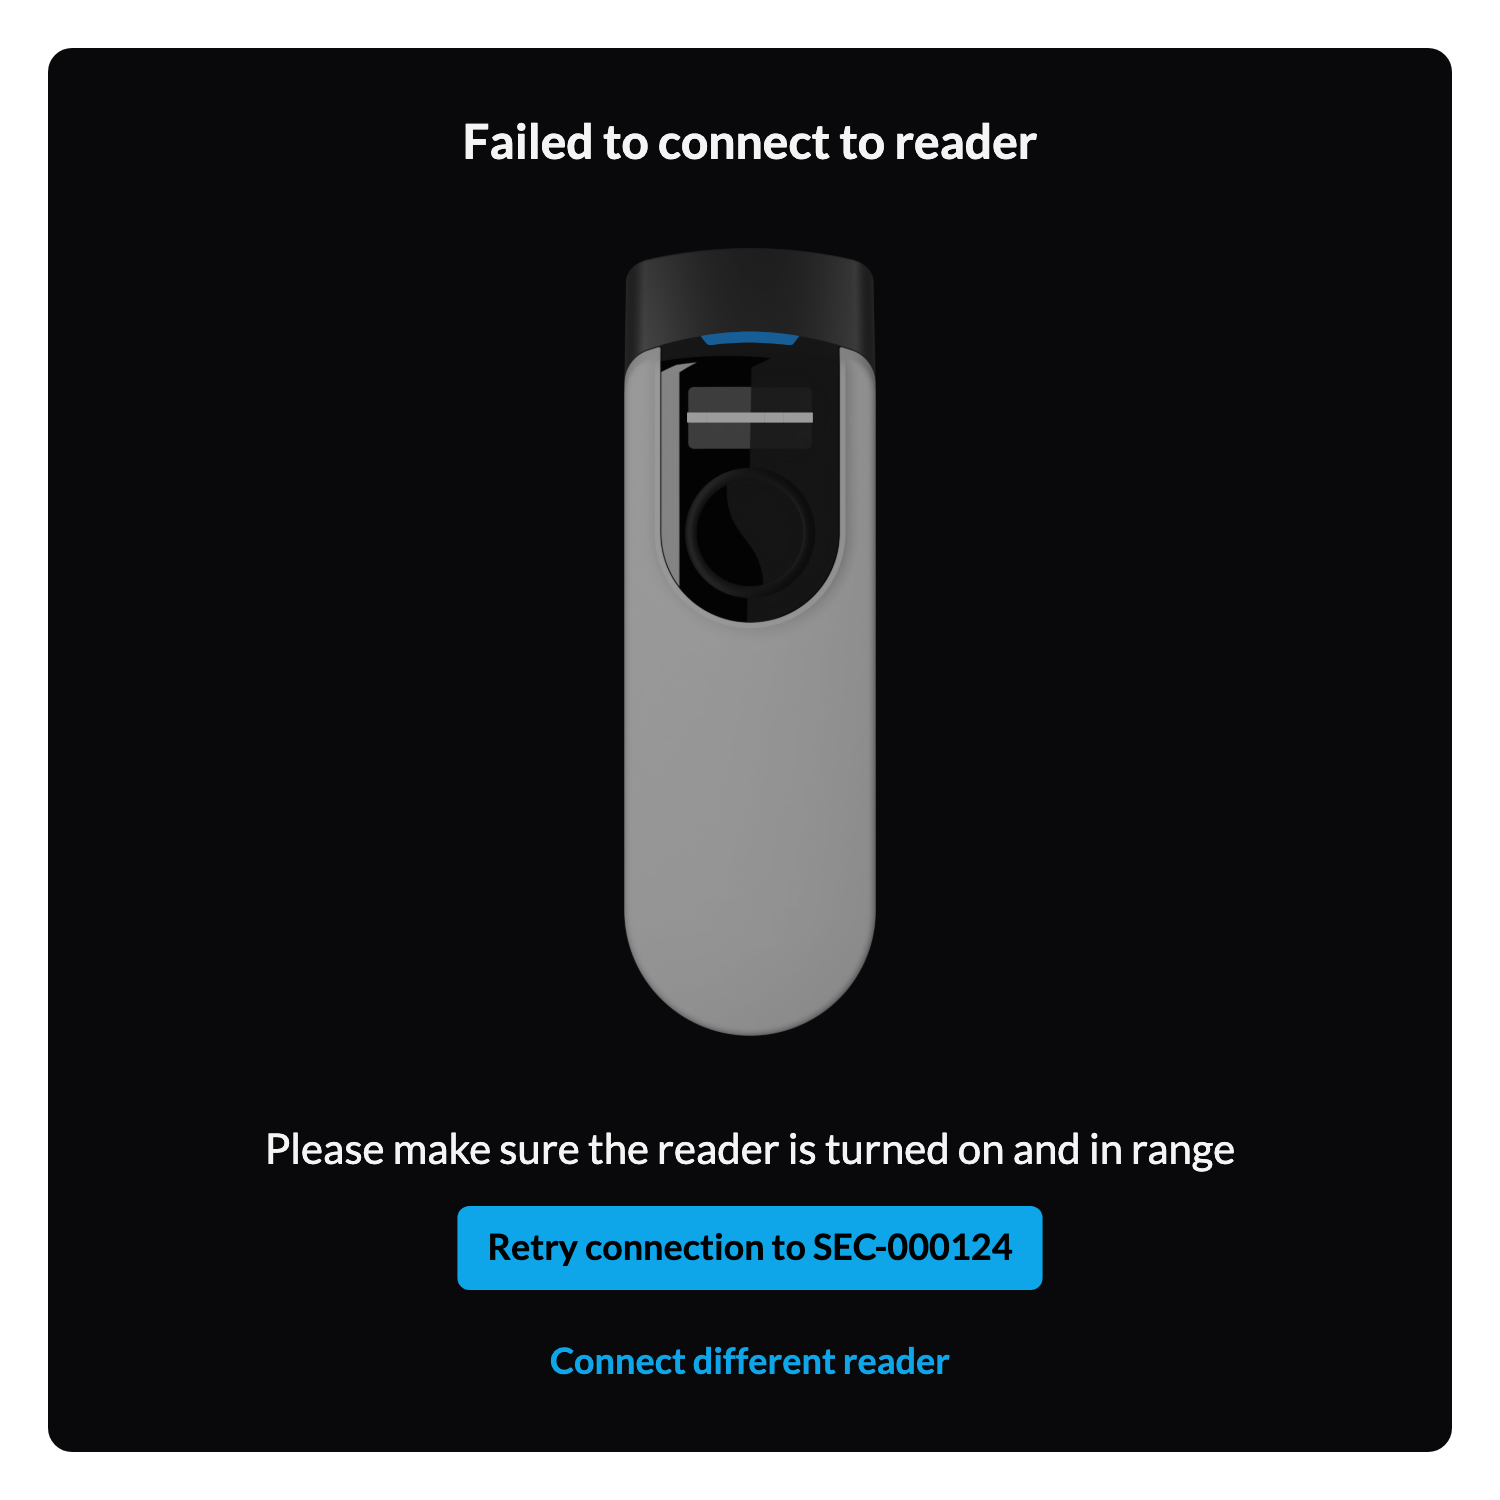 Failed to connect to reader
Please make sure the reader is turned on and in range
Retry connection to SEC-000124
Connect different reader